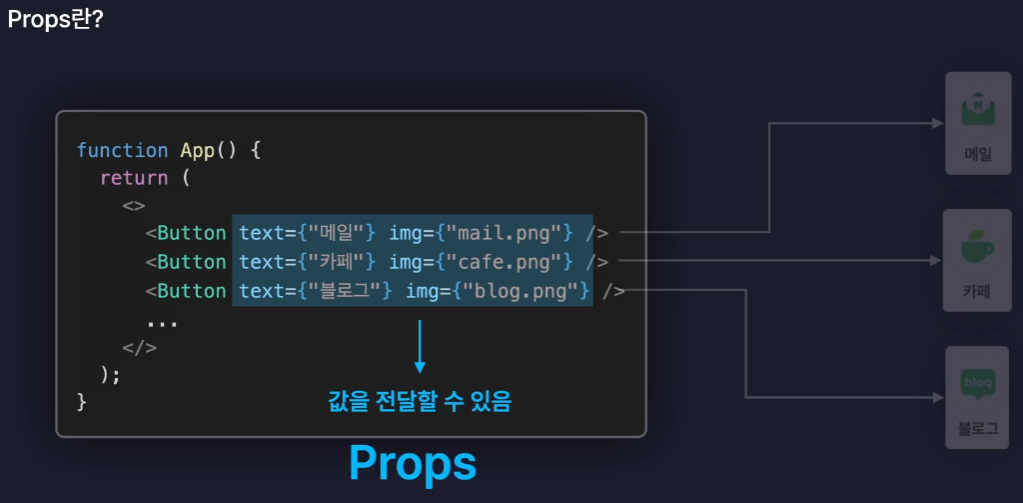 Props란?
function App() {
return (
<>
<Button text={"메일"} img={"mail.png"} />
<Button text={"카페"} img={"cafe.png"} />
<Button text={"블로그"} img={"blog.png"} />
...
</>
);
}
값을 전달할 수 있음
Props
N
메일
카페
blog
블로그